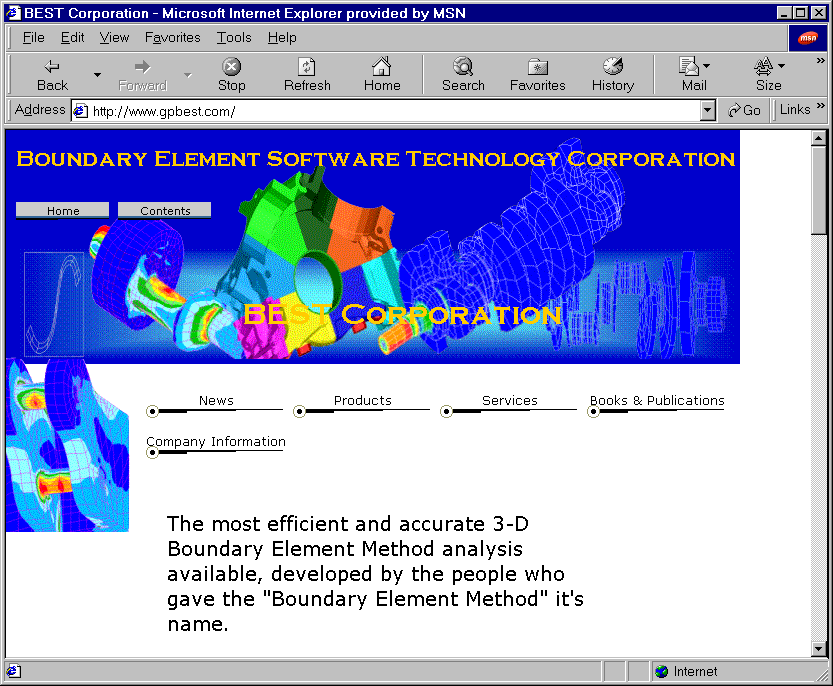 BEST Corporation - Microsoft Internet Explorer provided by MSN
File Edit View Favorites Tools Help
msn
Back Forward Stop Refresh Home Search Favorites History Mail Size »
Address http://www.gpbest.com/ Go Links »
BOUNDARY ELEMENT SOFTWARE TECHNOLOGY CORPORATION
Home Contents
BEST CORPORATION
News Products Services Books & Publications
Company Information
The most efficient and accurate 3-D
Boundary Element Method analysis
available, developed by the people who
gave the "Boundary Element Method" it's
name.
Internet